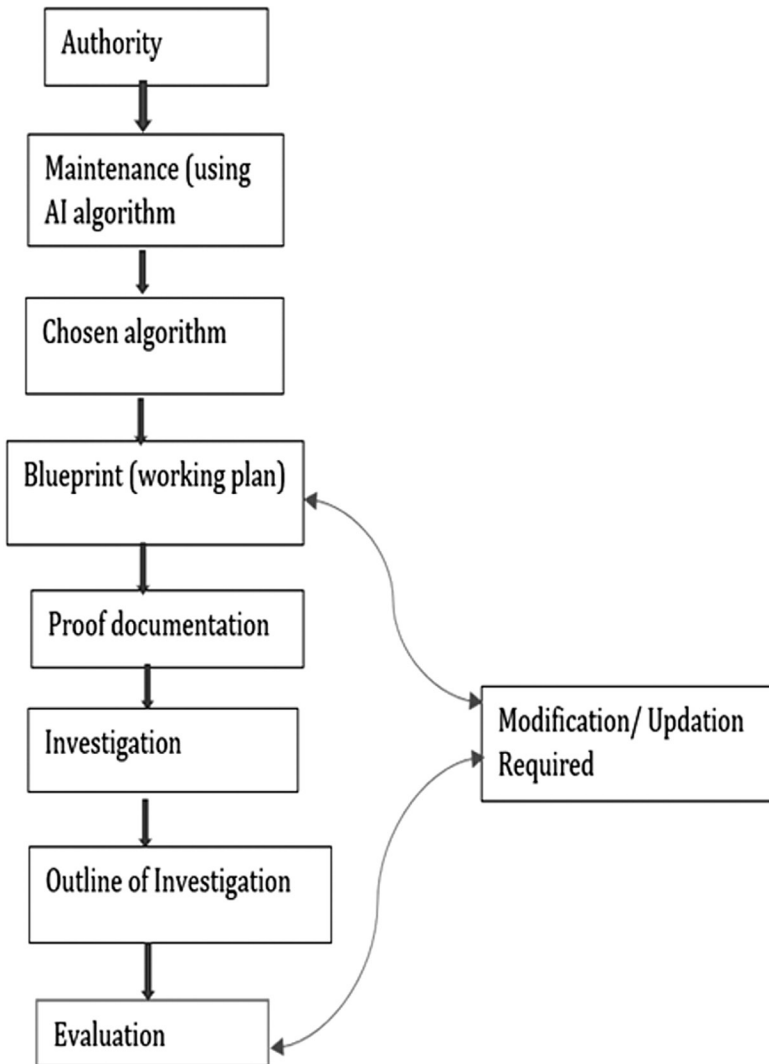 Authority
Maintenance (using
AI algorithm
Chosen algorithm
Blueprint (working plan)
Proof documentation
Investigation
Modification/ Updation
Required
Outline of Investigation
Evaluation